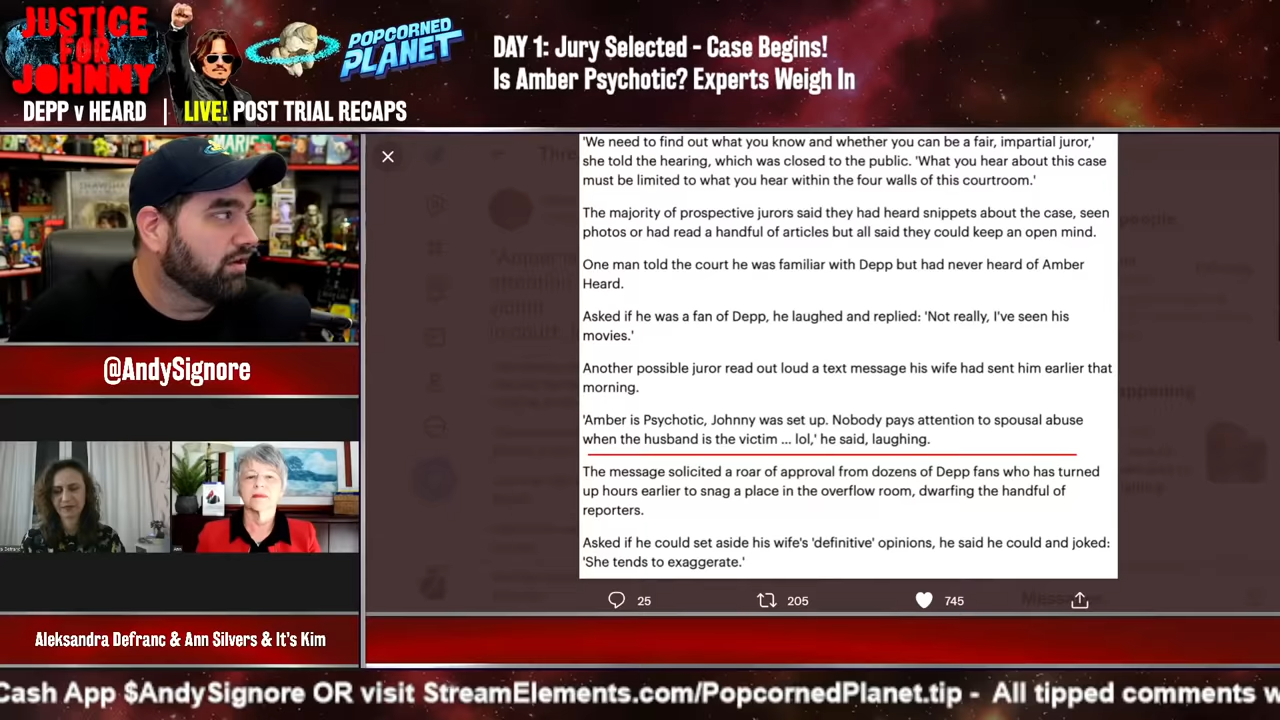 JUSTICE
FOR
JOHNNY
POPCORNED
PLANET
DEPP v HEARD | LIVE! POST TRIAL RECAPS
DAY 1: Jury Selected - Case Begins!
Is Amber Psychotic? Experts Weigh In
'We need to find out what you know and whether you can be a fair, impartial juror,'
she told the hearing, which was closed to the public. 'What you hear about this case
must be limited to what you hear within the four walls of this courtroom.'
The majority of prospective jurors said they had heard snippets about the case, seen
photos or had read a handful of articles but all said they could keep an open mind.
One man told the court he was familiar with Depp but had never heard of Amber
Heard.
Asked if he was a fan of Depp, he laughed and replied: 'Not really, I've seen his
movies.'
Another possible juror read out loud a text message his wife had sent him earlier that
morning.
'Amber is Psychotic, Johnny was set up. Nobody pays attention to spousal abuse
when the husband is the victim ... lol,' he said, laughing.
The message solicited a roar of approval from dozens of Depp fans who has turned
up hours earlier to snag a place in the overflow room, dwarfing the handful of
reporters.
Asked if he could set aside his wife's 'definitive' opinions, he said he could and joked:
'She tends to exaggerate.'
25 205 745
@AndySignore
Ann
Aleksandra Defranc & Ann Silvers & It's Kim
Cash App $AndySignore OR visit StreamElements.com/PopcornedPlanet.tip - All tipped comments w